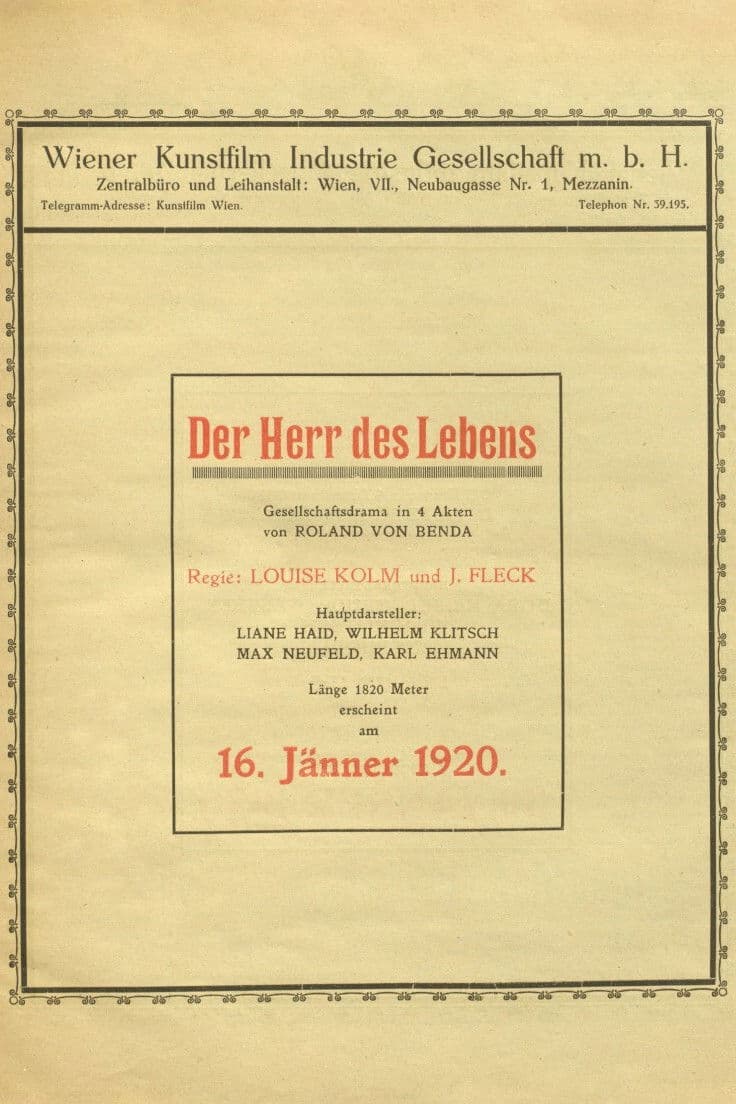 Wiener Kunstfilm Industrie Gesellschaft m. b. H.
Zentralbüro und Leihanstalt: Wien, VII., Neubaugasse Nr. 1, Mezzanin.
Telegramm-Adresse: Kunstfilm Wien. Telephon Nr. 39.195.
Der Herr des Lebens
Gesellschaftsdrama in 4 Akten
von ROLAND VON BENDA
Regie: LOUISE KOLM und J. FLECK
Hauptdarsteller:
LIANE HAID, WILHELM KLITSCH
MAX NEUFELD, KARL EHMANN
Länge 1820 Meter
erscheint
am
16. Jänner 1920.